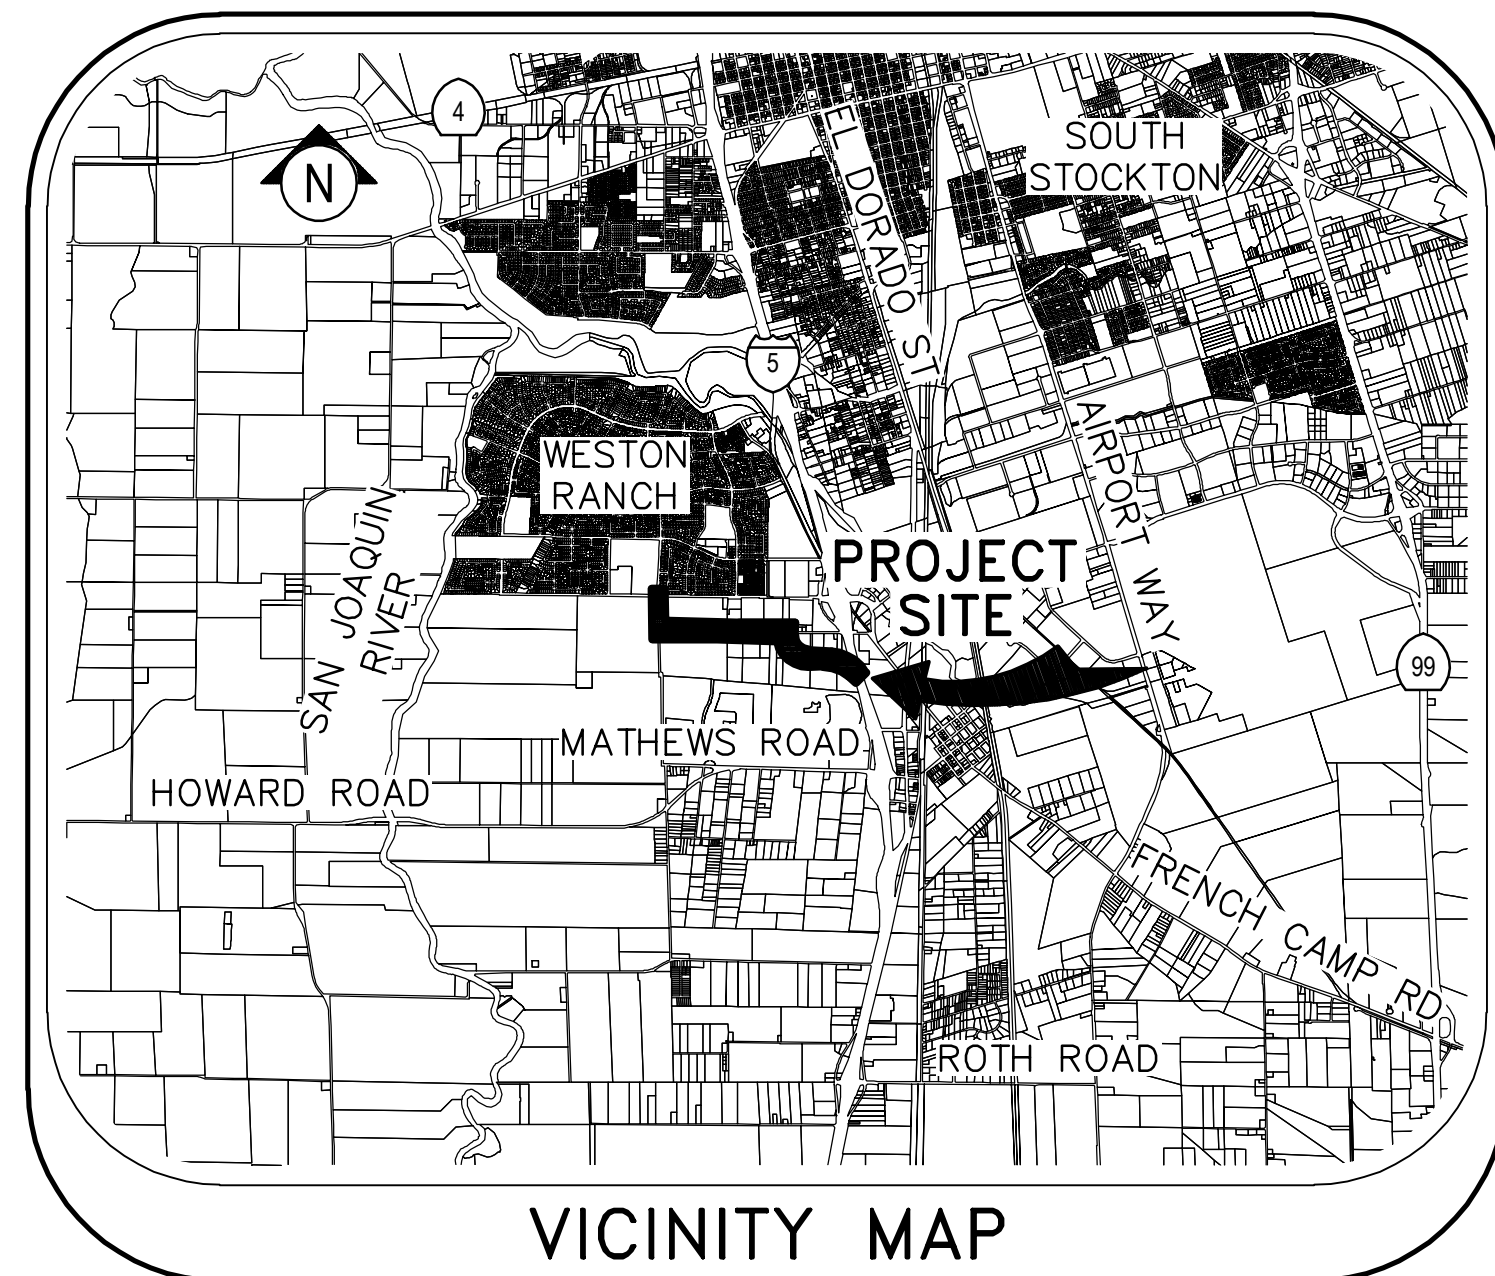 4
N
EL DORADO ST
SOUTH
STOCKTON
5
WESTON
RANCH
AIRPORT WAY
SAN JOAQUIN
RIVER
PROJECT
SITE
99
MATHEWS ROAD
HOWARD ROAD
FRENCH CAMP RD
ROTH ROAD
VICINITY MAP